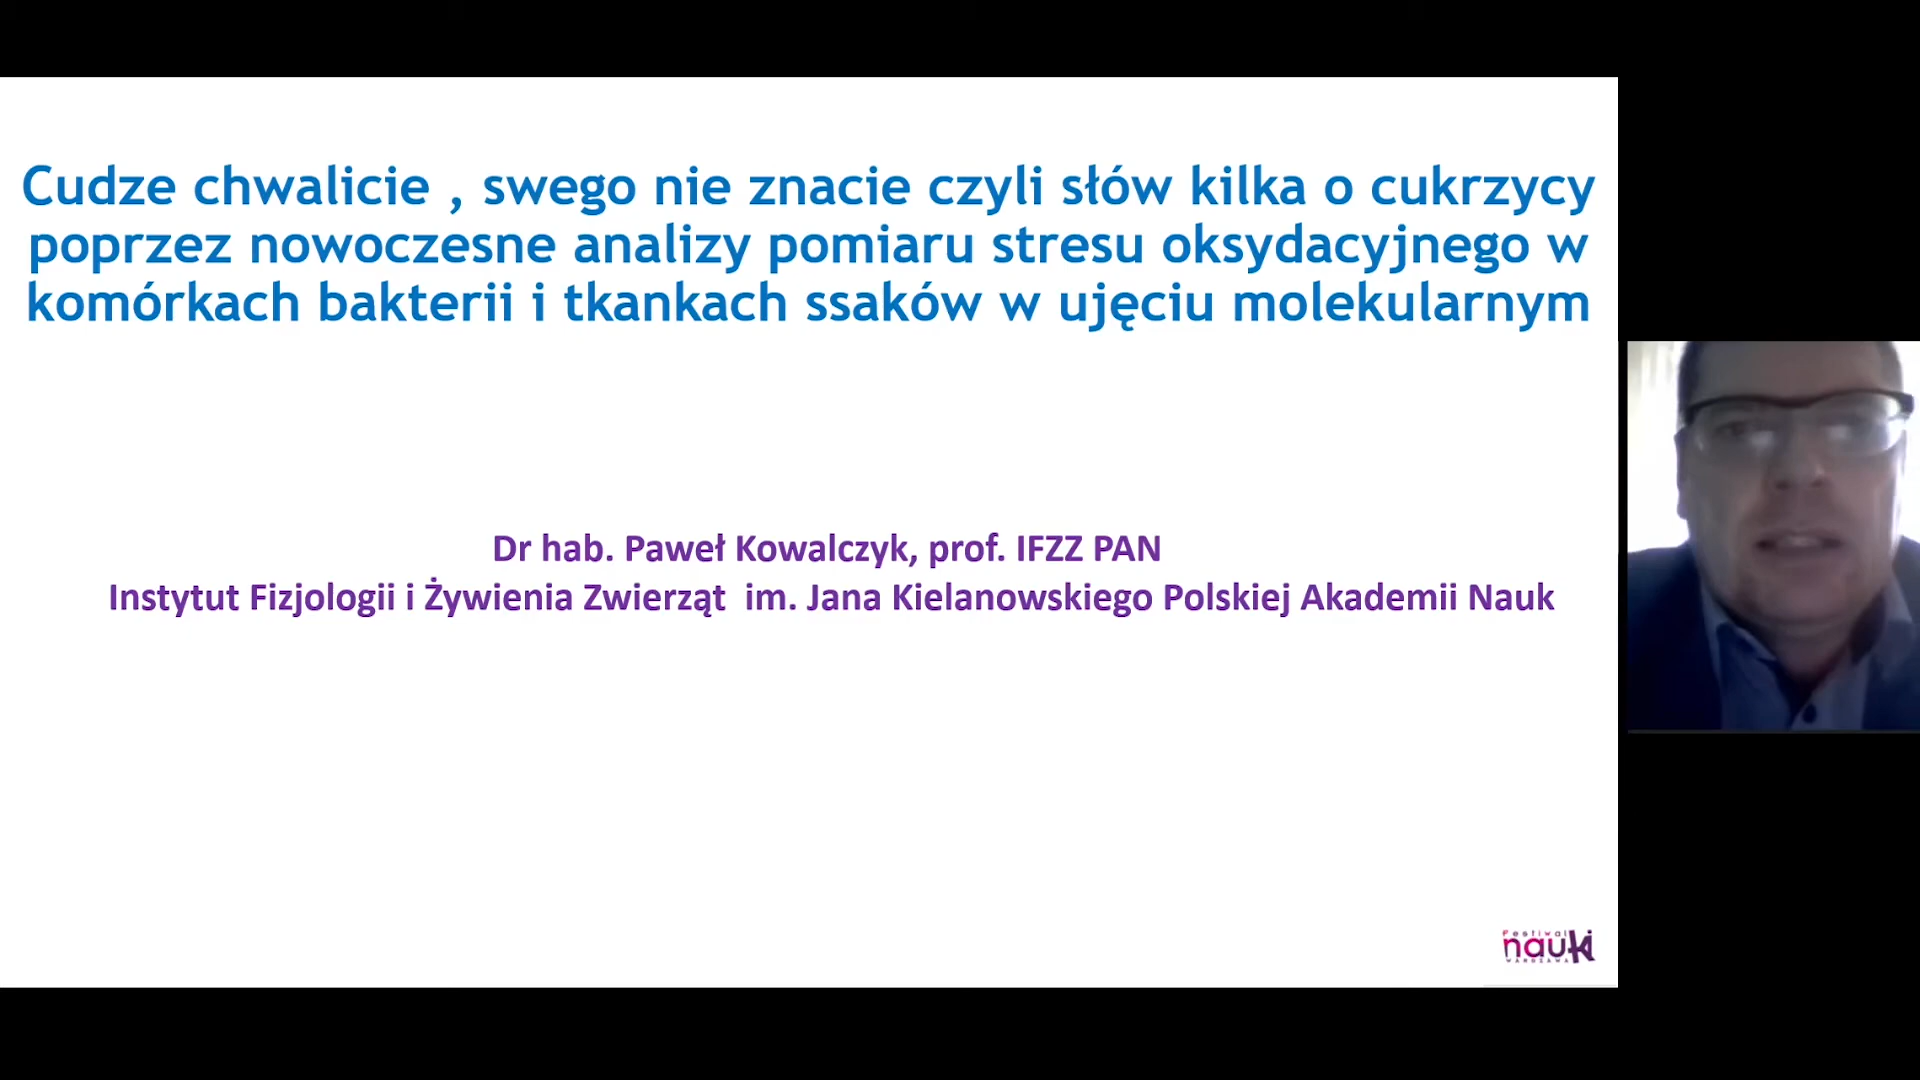 Cudze chwalicie , swego nie znacie czyli słów kilka o cukrzycy
poprzez nowoczesne analizy pomiaru stresu oksydacyjnego w
komórkach bakterii i tkankach ssaków w ujęciu molekularnym
Dr hab. Paweł Kowalczyk, prof. IFZZ PAN
Instytut Fizjologii i Żywienia Zwierząt  im. Jana Kielanowskiego Polskiej Akademii Nauk
Festiwal
nauki
WARSZAWA